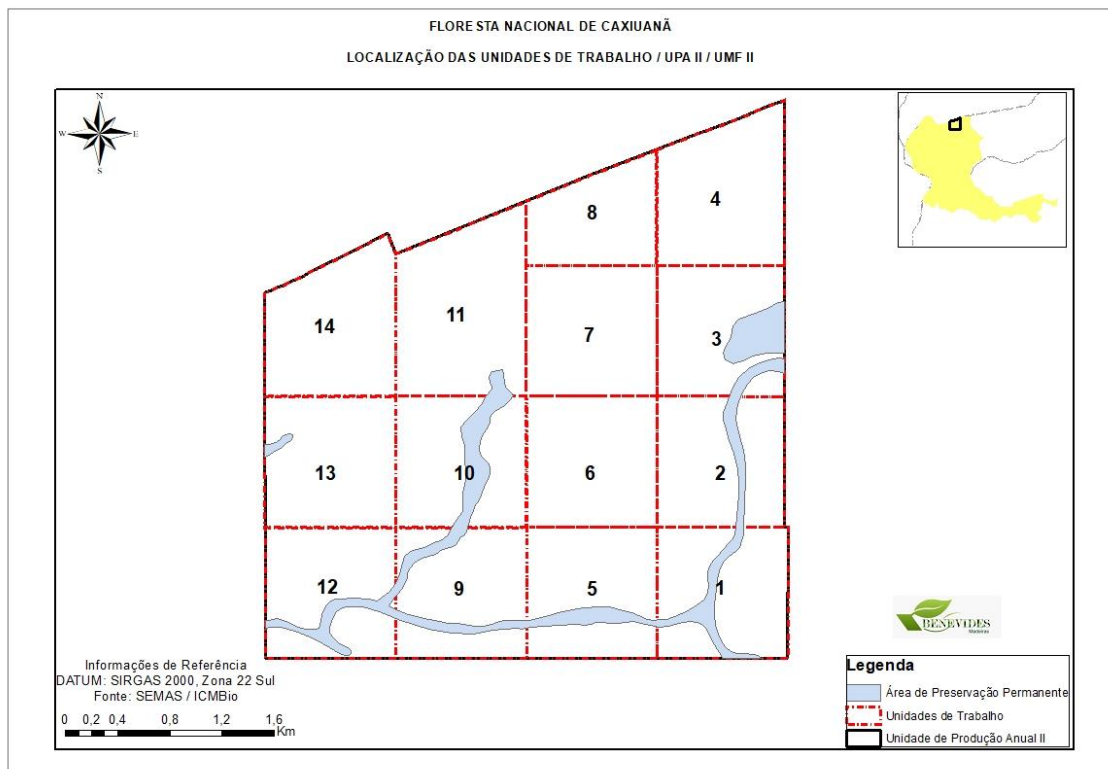 FLORESTA NACIONAL DE CAXIUANÃ
LOCALIZAÇÃO DAS UNIDADES DE TRABALHO / UPA II / UMF II
N
W
E
S
4
8
11
14
7
3
13
10
6
2
12
9
5
1
BENEVIDES
Madeiras
Informações de Referência
DATUM: SIRGAS 2000, Zona 22 Sul
Fonte: SEMAS / ICMBio
0 0,2 0,4 0,8 1,2 1,6
Km
Legenda
Área de Preservação Permanente
Unidades de Trabalho
Unidade de Produção Anual II